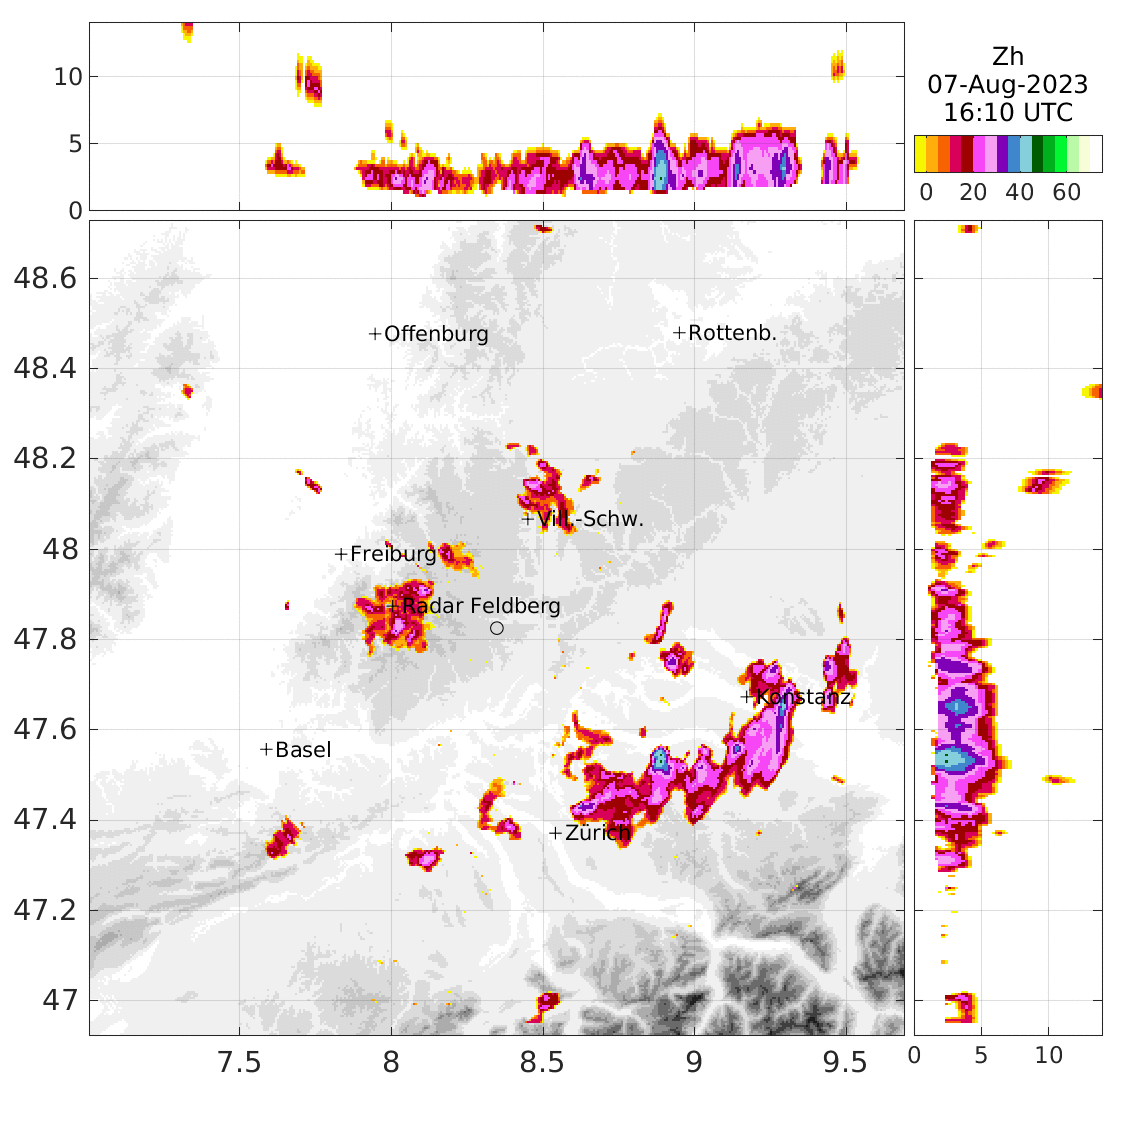 10
5
0
Zh
07-Aug-2023
16:10 UTC
0 20 40 60
48.6
48.4
48.2
48
47.8
47.6
47.4
47.2
47
+Offenburg
+Rottenb.
+Vill.-Schw.
+Freiburg
+Radar Feldberg
+Konstanz
+Basel
+Zürich
7.5 8 8.5 9 9.5
0 5 10